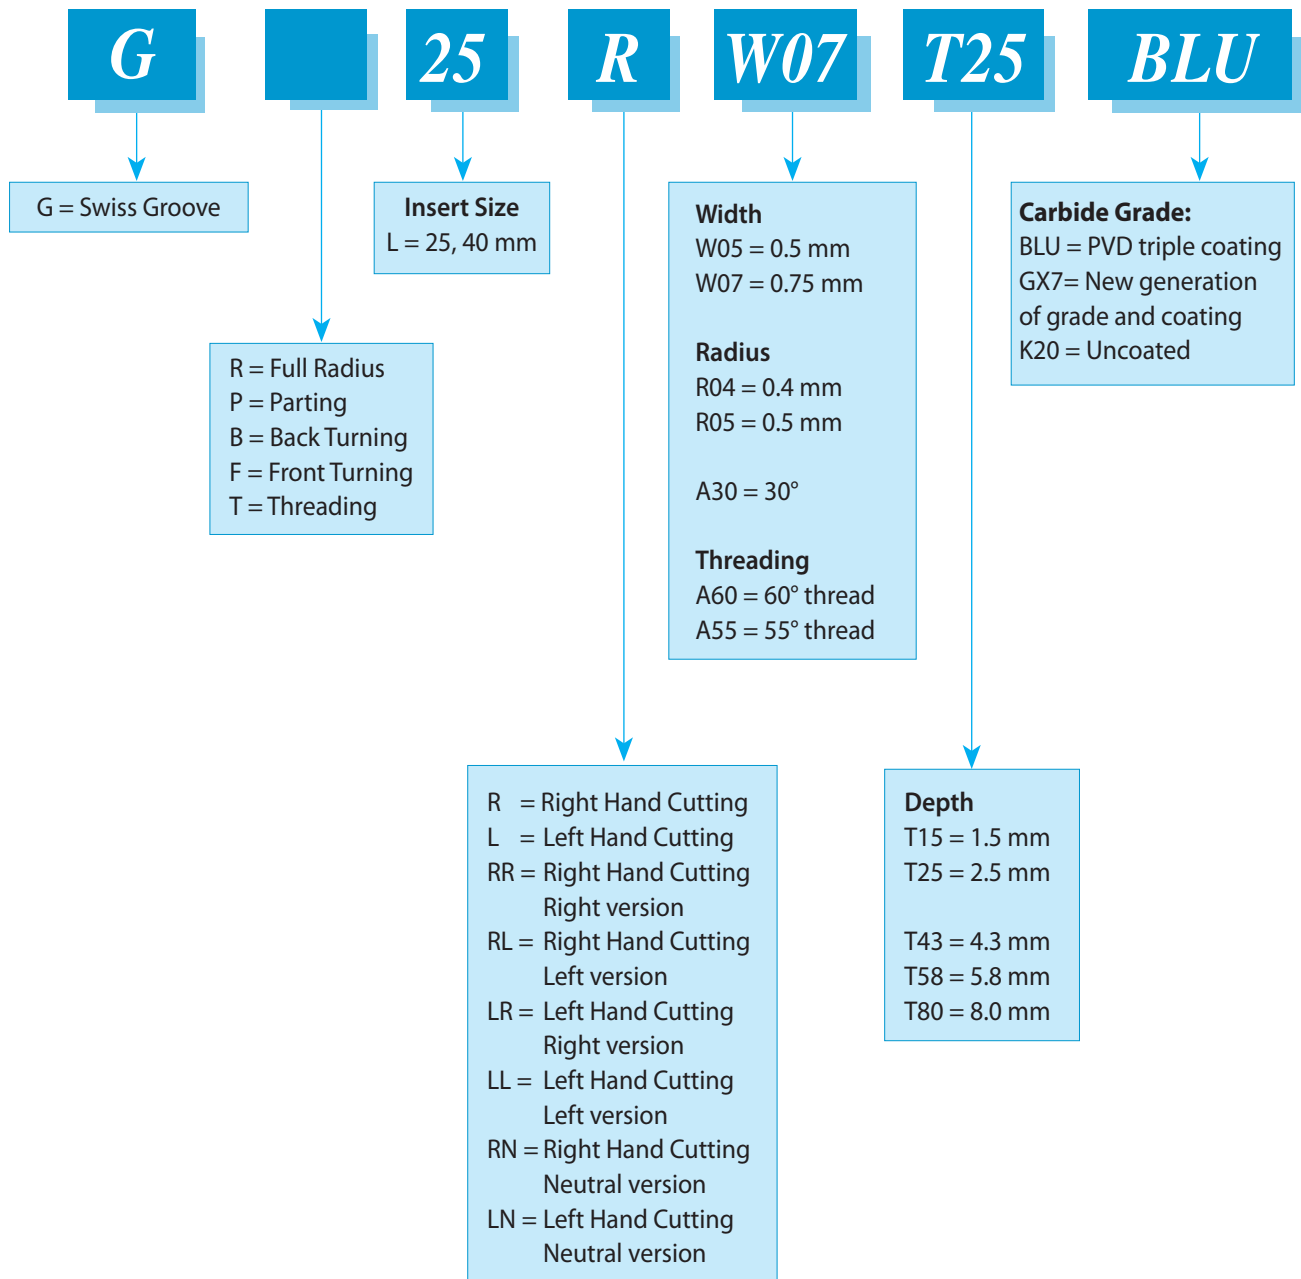 G 25 R W07 T25 BLU
G = Swiss Groove
R = Full Radius
P = Parting
B = Back Turning
F = Front Turning
T = Threading
Insert Size
L = 25, 40 mm
R = Right Hand Cutting
L = Left Hand Cutting
RR = Right Hand Cutting
Right version
RL = Right Hand Cutting
Left version
LR = Left Hand Cutting
Right version
LL = Left Hand Cutting
Left version
RN = Right Hand Cutting
Neutral version
LN = Left Hand Cutting
Neutral version
Width
W05 = 0.5 mm
W07 = 0.75 mm
Radius
R04 = 0.4 mm
R05 = 0.5 mm
A30 = 30°
Threading
A60 = 60° thread
A55 = 55° thread
Depth
T15 = 1.5 mm
T25 = 2.5 mm
T43 = 4.3 mm
T58 = 5.8 mm
T80 = 8.0 mm
Carbide Grade:
BLU = PVD triple coating
GX7= New generation
of grade and coating
K20 = Uncoated